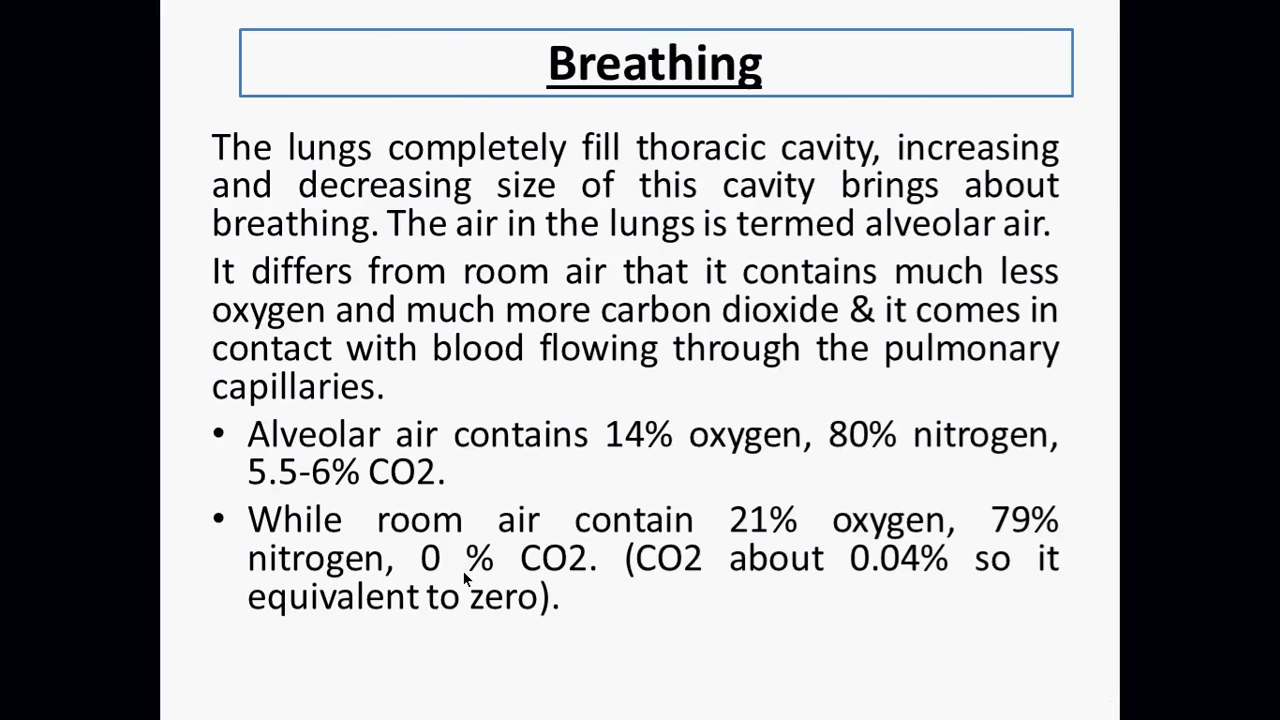 Breathing
The lungs completely fill thoracic cavity, increasing
and decreasing size of this cavity brings about
breathing. The air in the lungs is termed alveolar air.
It differs from room air that it contains much less
oxygen and much more carbon dioxide & it comes in
contact with blood flowing through the pulmonary
capillaries.
• Alveolar air contains 14% oxygen, 80% nitrogen,
5.5-6% CO2.
• While room air contain 21% oxygen, 79%
nitrogen, 0 % CO2. (CO2 about 0.04% so it
equivalent to zero).